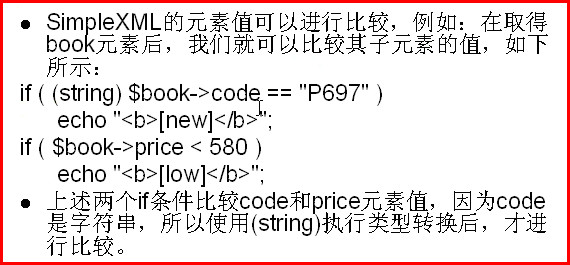 ● SimpleXML的元素值可以进行比较，例如：在取得
book元素后，我们就可以比较其子元素的值，如下
所示：
if ( (string) $book->code == "P697" )
echo "<b>[new]</b>";
if ( $book->price < 580 )
echo "<b>[low]</b>";
● 上述两个if条件比较code和price元素值，因为code
是字符串，所以使用(string)执行类型转换后，才进
行比较。